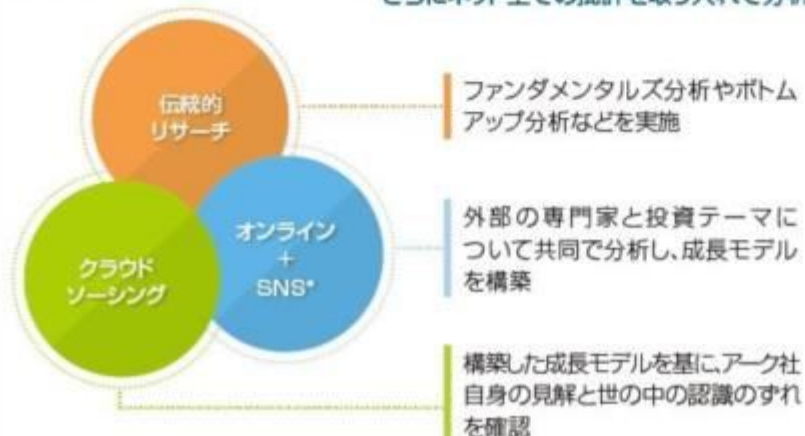 伝統的
リサーチ
ファンダメンタルズ分析やボトム
アップ分析などを実施
オンライン
+
SNS*
外部の専門家と投資テーマに
ついて共同で分析し、成長モデル
を構築
クラウド
ソーシング
構築した成長モデルを基に、アーク社
自身の見解と世の中の認識のずれ
を確認